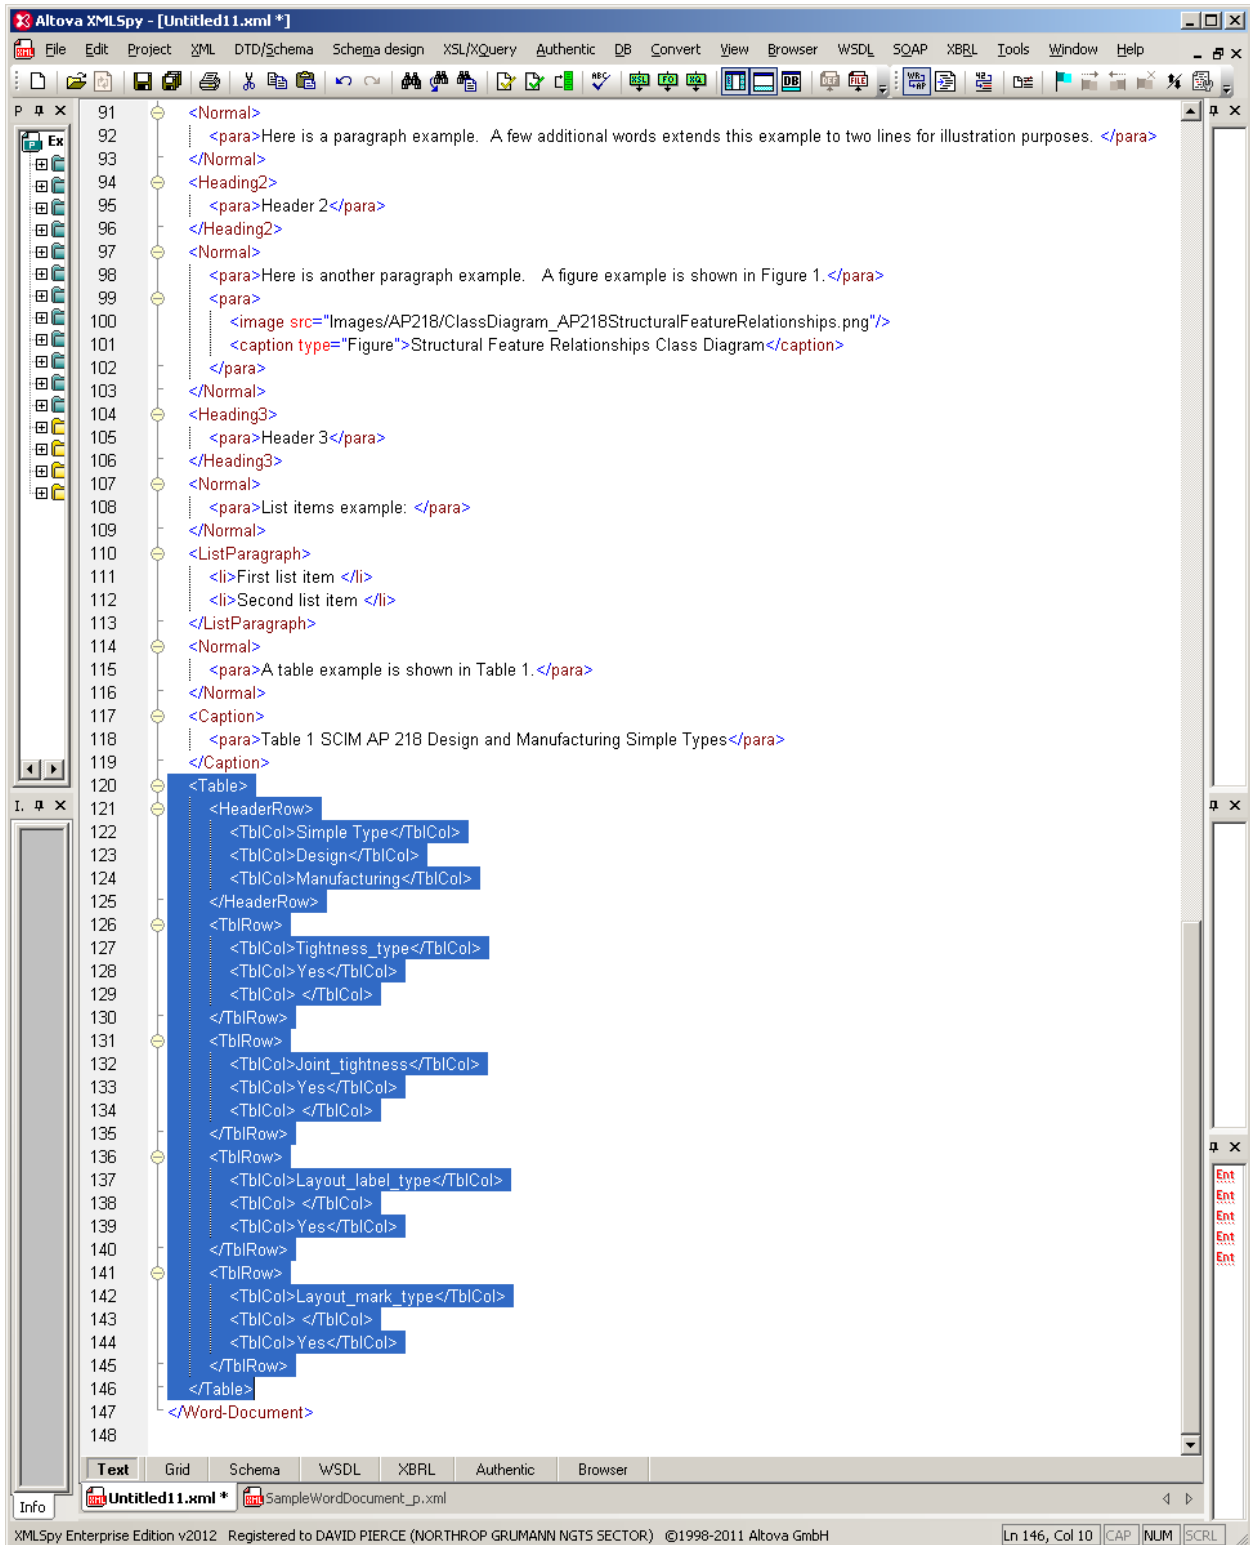 Altova XMLSpy - [Untitled11.xml *]
File Edit Project XML DTD/Schema Schema design XSL/XQuery Authentic DB Convert View Browser WSDL SOAP XBRL Tools Window Help
P
Ex
91 <Normal>
92 <para>Here is a paragraph example.  A few additional words extends this example to two lines for illustration purposes. </para>
93 </Normal>
94 <Heading2>
95 <para>Header 2</para>
96 </Heading2>
97 <Normal>
98 <para>Here is another paragraph example.   A figure example is shown in Figure 1.</para>
99 <para>
100 <image src="Images/AP218/ClassDiagram_AP218StructuralFeatureRelationships.png"/>
101 <caption type="Figure">Structural Feature Relationships Class Diagram</caption>
102 </para>
103 </Normal>
104 <Heading3>
105 <para>Header 3</para>
106 </Heading3>
107 <Normal>
108 <para>List items example: </para>
109 </Normal>
110 <ListParagraph>
111 <li>First list item </li>
112 <li>Second list item </li>
113 </ListParagraph>
114 <Normal>
115 <para>A table example is shown in Table 1.</para>
116 </Normal>
117 <Caption>
118 <para>Table 1 SCIM AP 218 Design and Manufacturing Simple Types</para>
119 </Caption>
120 <Table>
I.
121 <HeaderRow>
122 <TblCol>Simple Type</TblCol>
123 <TblCol>Design</TblCol>
124 <TblCol>Manufacturing</TblCol>
125 </HeaderRow>
126 <TblRow>
127 <TblCol>Tightness_type</TblCol>
128 <TblCol>Yes</TblCol>
129 <TblCol> </TblCol>
130 </TblRow>
131 <TblRow>
132 <TblCol>Joint_tightness</TblCol>
133 <TblCol>Yes</TblCol>
134 <TblCol> </TblCol>
135 </TblRow>
136 <TblRow>
137 <TblCol>Layout_label_type</TblCol>
138 <TblCol> </TblCol>
139 <TblCol>Yes</TblCol>
140 </TblRow>
141 <TblRow>
142 <TblCol>Layout_mark_type</TblCol>
143 <TblCol> </TblCol>
144 <TblCol>Yes</TblCol>
145 </TblRow>
146 </Table>
147 </Word-Document>
148
Ent
Ent
Ent
Ent
Ent
Text Grid Schema WSDL XBRL Authentic Browser
Info
Untitled11.xml * SampleWordDocument_p.xml
XMLSpy Enterprise Edition v2012 Registered to DAVID PIERCE (NORTHROP GRUMANN NGTS SECTOR) ©1998-2011 Altova GmbH Ln 146, Col 10 CAP NUM SCRL